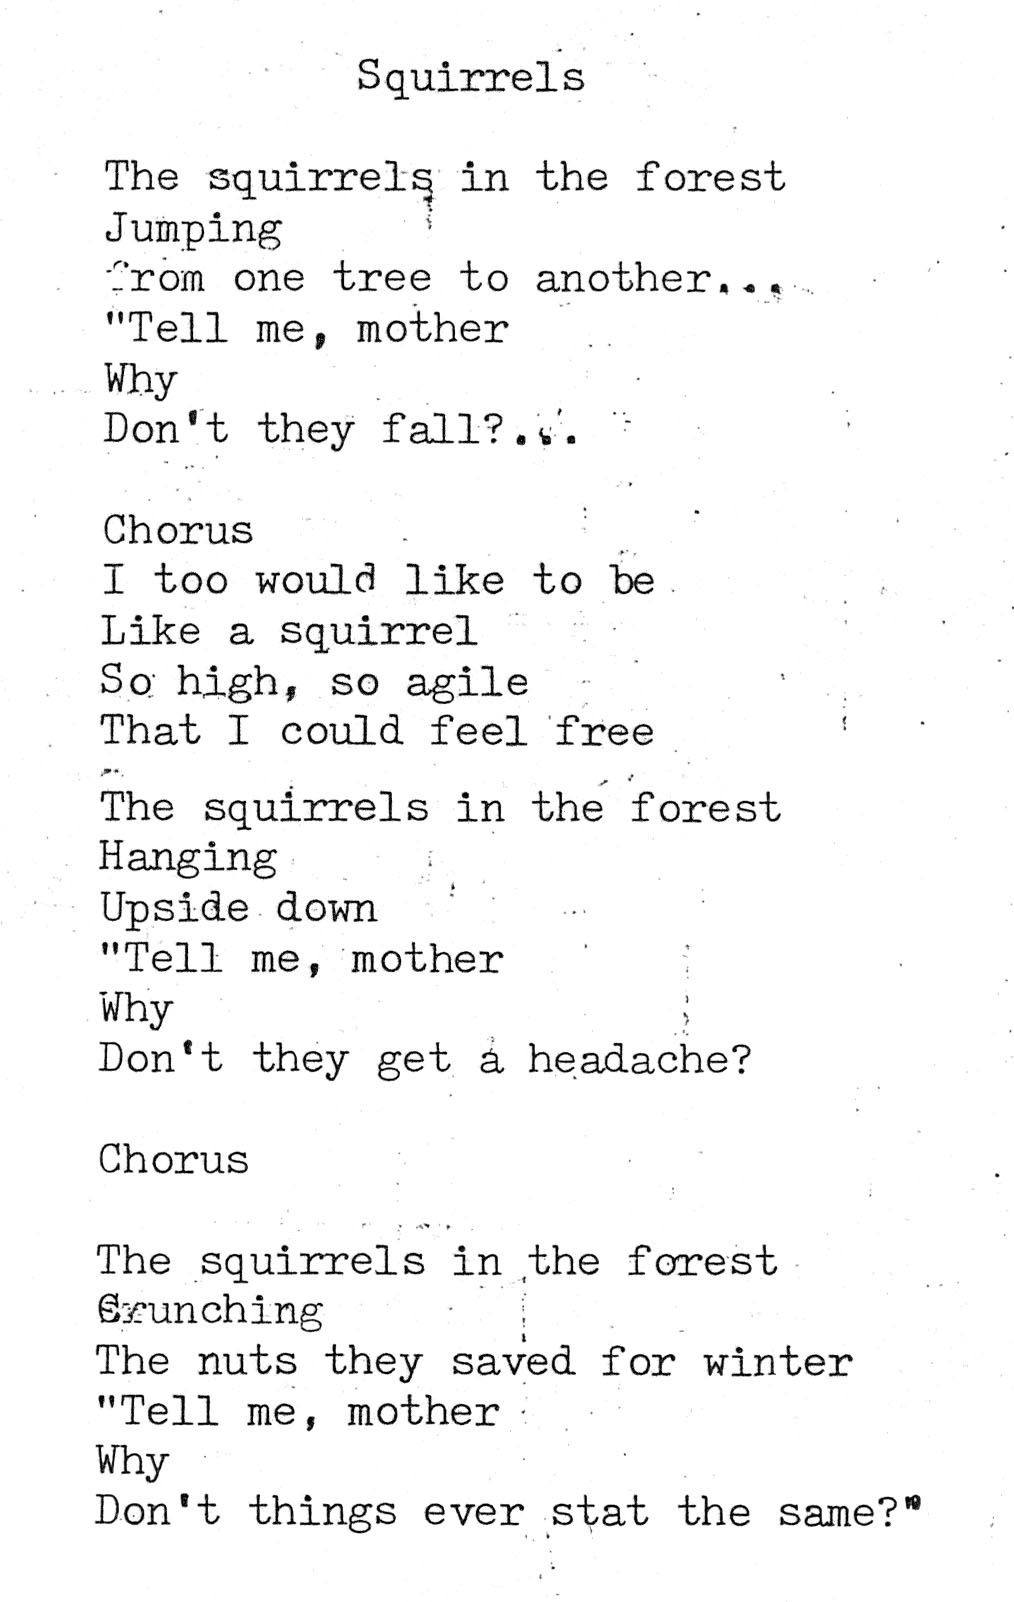 Squirrels
The squirrels in the forest
Jumping
from one tree to another...
"Tell me, mother
Why
Don't they fall?...
Chorus
I too would like to be
Like a squirrel
So high, so agile
That I could feel free
The squirrels in the forest
Hanging
Upside down
"Tell me, mother
Why
Don't they get a headache?
Chorus
The squirrels in the forest
Crunching
The nuts they saved for winter
"Tell me, mother
Why
Don't things ever stat the same?"